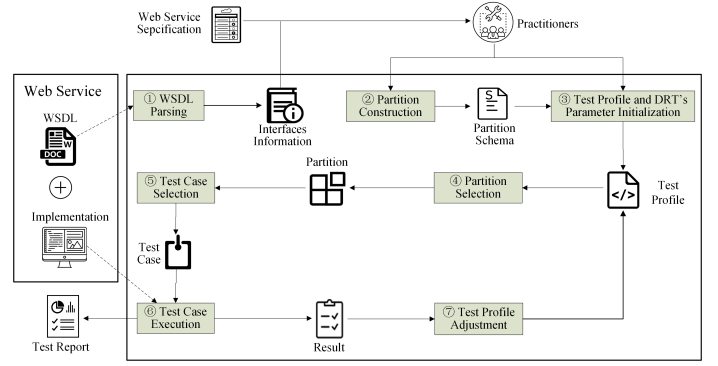 Web Service
Sepcification
Practitioners
Web Service
WSDL
W
DOC
Implementation
① WSDL
Parsing
Interfaces
Information
② Partition
Construction
S
Partition
Schema
③ Test Profile and DRT's
Parameter Initialization
⑤ Test Case
Selection
Partition
④ Partition
Selection
</>
Test
Profile
Test
Case
⑥ Test Case
Execution
Test Report
Result
⑦ Test Profile
Adjustment